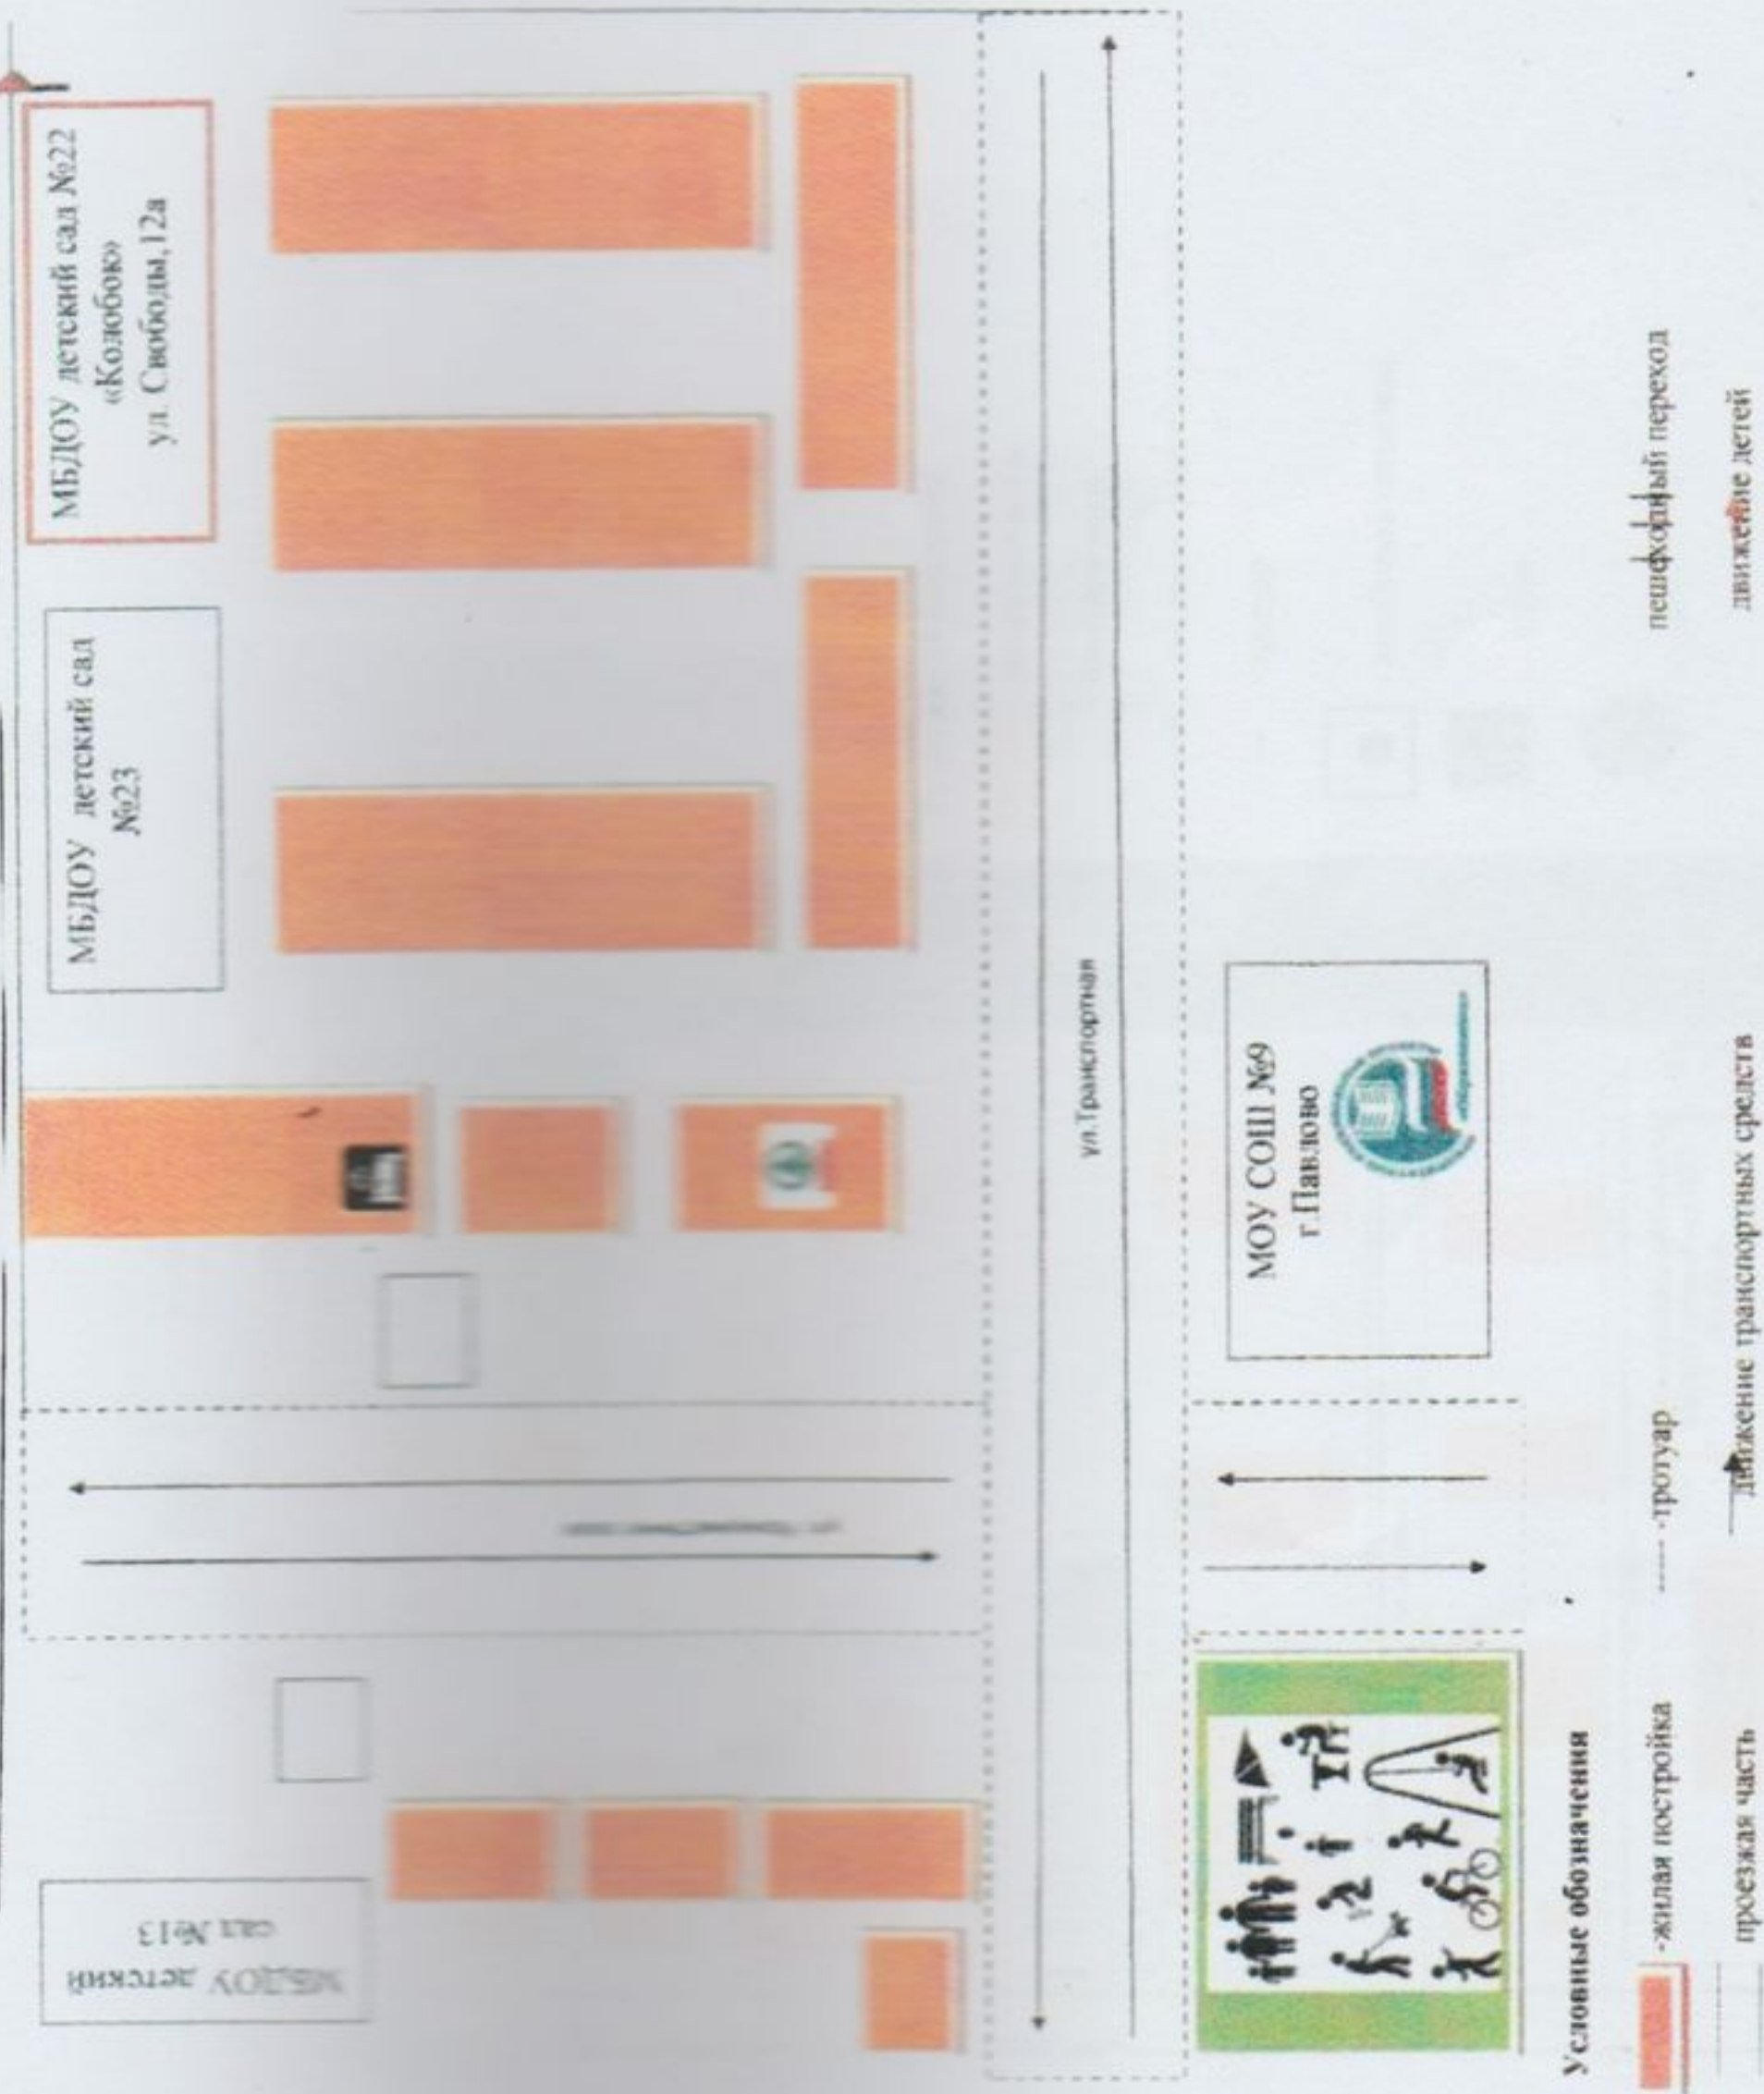 МБДОУ детский сад №22
«Колобок»
ул. Свободы,12а
МБДОУ детский сад
№23
МБДОУ детский
сад №13
ул.Транспортная
МОУ СОШ №9
г.Павлово
Условные обозначения
-жилая постройка
----- -тротуар
пешеходный переход
проезжая часть
движение транспортных средств
движение детей